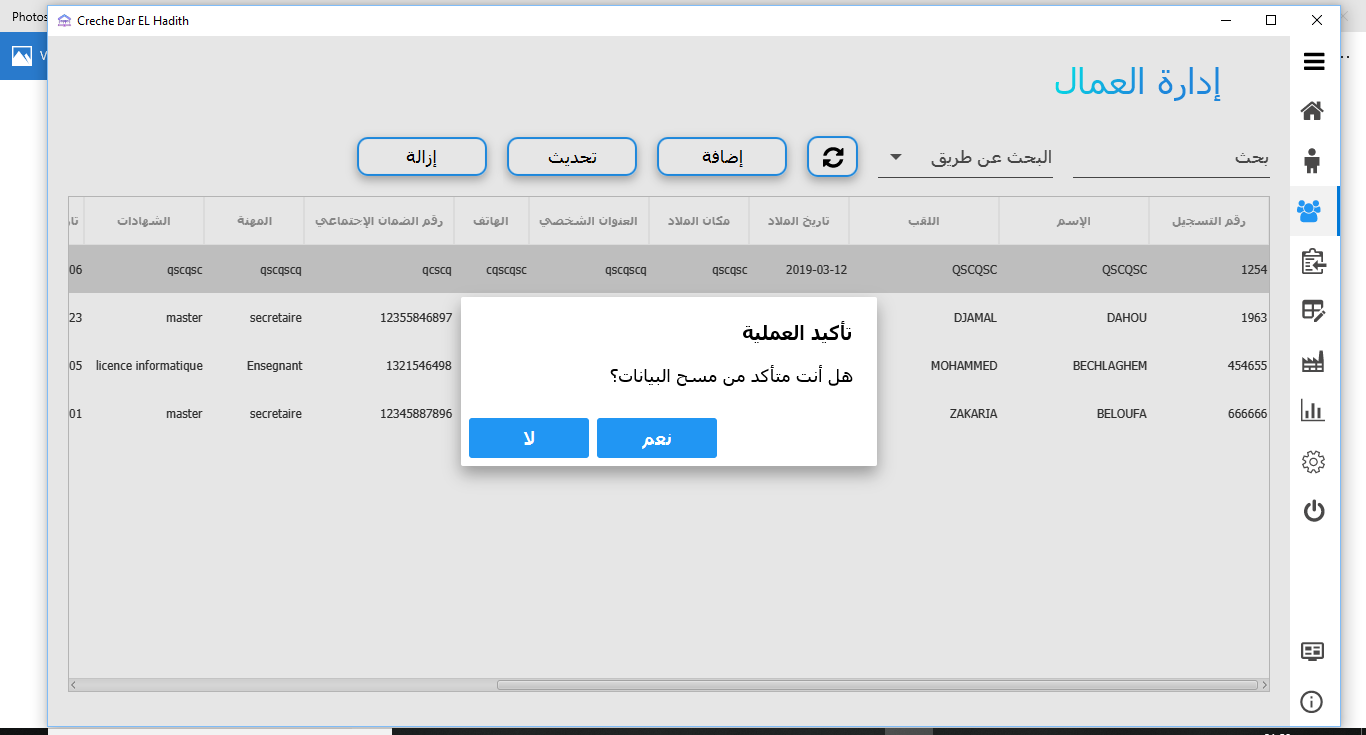 Photos
Creche Dar EL Hadith
إدارة العمال
بحث
البحث عن طريق
إضافة
تحديث
إزالة
رقم التسجيل الإسم اللقب تاريخ الملاد مكان الملاد العنوان الشخصي الهاتف رقم الضمان الإجتماعي المهنة الشهادات
1254 QSCQSC QSCQSC 2019-03-12 qscqsc qscqscq cqscqsc qcscq qscqscq qscqsc 06
1963 DAHOU DJAMAL 12355846897 secretaire master 23
454655 BECHLAGHEM MOHAMMED 1321546498 Ensegnant licence informatique 05
666666 BELOUFA ZAKARIA 12345887896 secretaire master 01
تأكيد العملية
هل أنت متأكد من مسح البيانات؟
نعم
لا